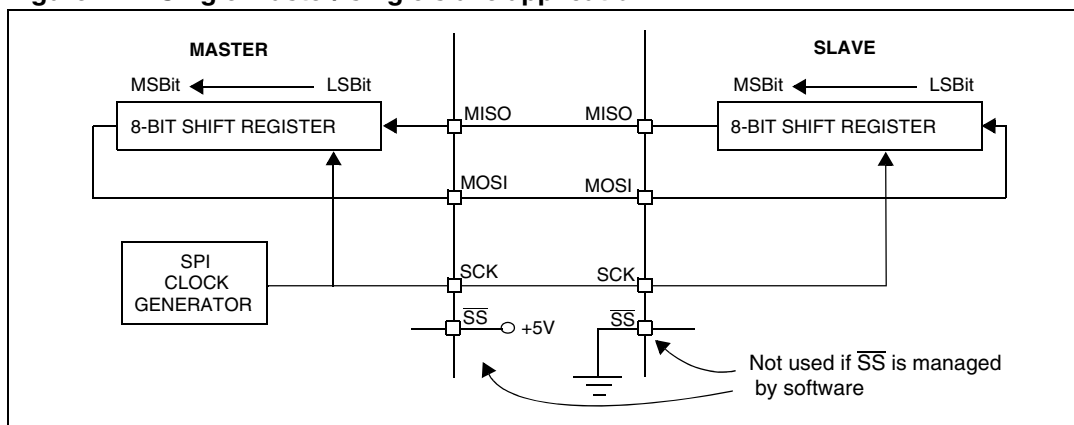 MASTER
SLAVE
MSBit
LSBit
MSBit
LSBit
8-BIT SHIFT REGISTER
MISO
MISO
8-BIT SHIFT REGISTER
MOSI
MOSI
SPI
CLOCK
GENERATOR
SCK
SCK
SS
+5V
SS
Not used if SS is managed
by software